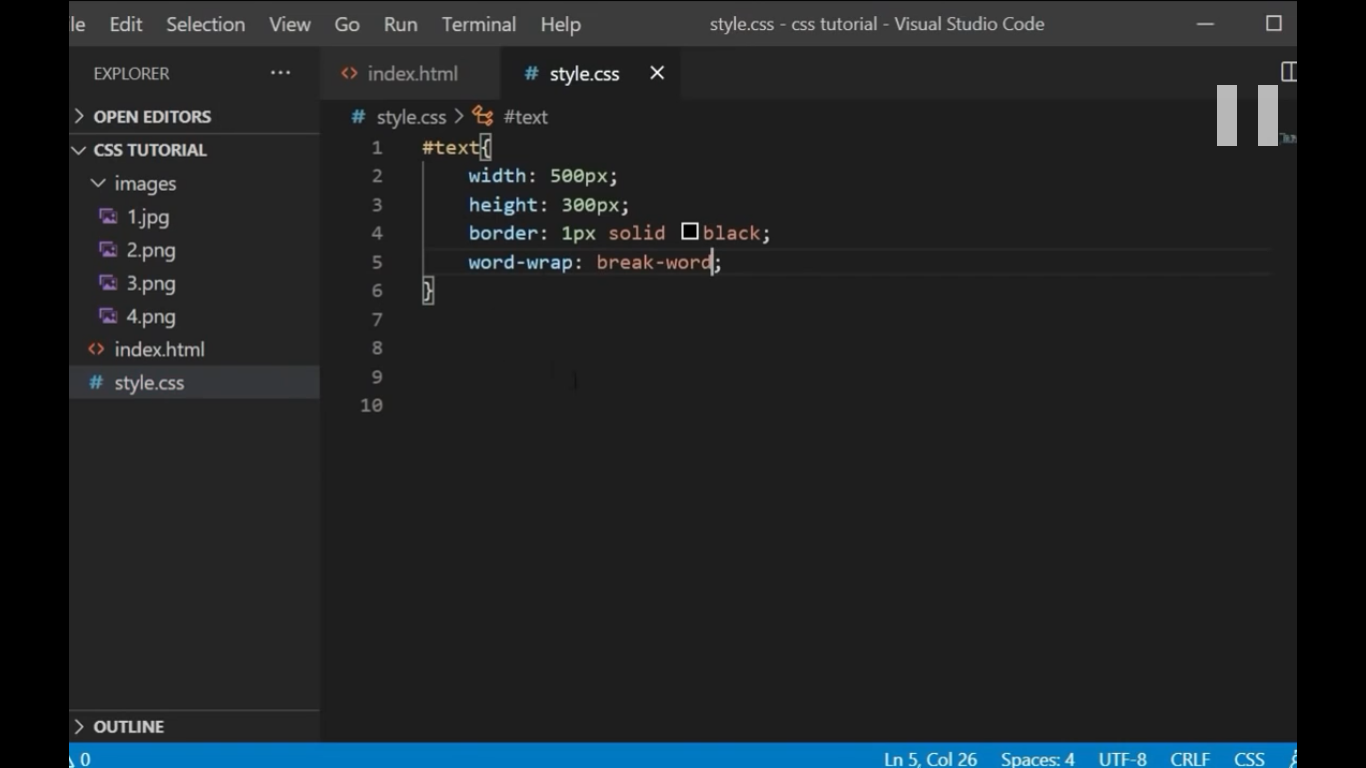 le Edit Selection View Go Run Terminal Help style.css - css tutorial - Visual Studio Code
EXPLORER ···
OPEN EDITORS
CSS TUTORIAL
images
1.jpg
2.png
3.png
4.png
index.html
style.css
OUTLINE
index.html # style.css ×
# style.css > #text
1 #text{
2 width: 500px;
3 height: 300px;
4 border: 1px solid black;
5 word-wrap: break-word;
6 }
7
8
9
10
0 Ln 5, Col 26 Spaces: 4 UTF-8 CRLF CSS